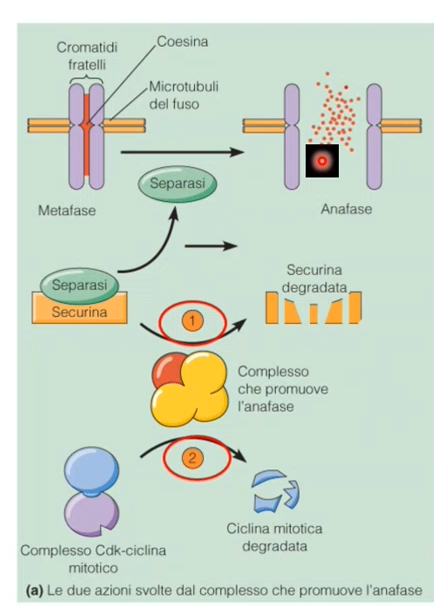 Cromatidi
fratelli
Coesina
Microtubuli
del fuso
Separasi
Metafase
Anafase
Separasi
Securina
Securina
degradata
1
Complesso
che promuove
l'anafase
2
Ciclina mitotica
degradata
Complesso Cdk-ciclina
mitotico
(a) Le due azioni svolte dal complesso che promuove l'anafase